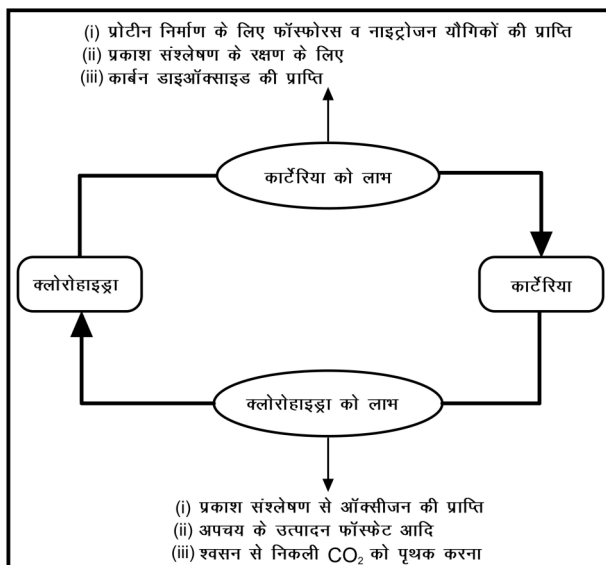 (i) प्रोटीन निर्माण के लिए फॉस्फोरस व नाइट्रोजन यौगिकों की प्राप्ति
(ii) प्रकाश संश्लेषण के रक्षण के लिए
(iii) कार्बन डाइऑक्साइड की प्राप्ति
कार्टेरिया को लाभ
क्लोरोहाइड्रा
कार्टेरिया
क्लोरोहाइड्रा को लाभ
(i) प्रकाश संश्लेषण से ऑक्सीजन की प्राप्ति
(ii) अपचय के उत्पादन फॉस्फेट आदि
(iii) श्वसन से निकली CO₂ को पृथक करना